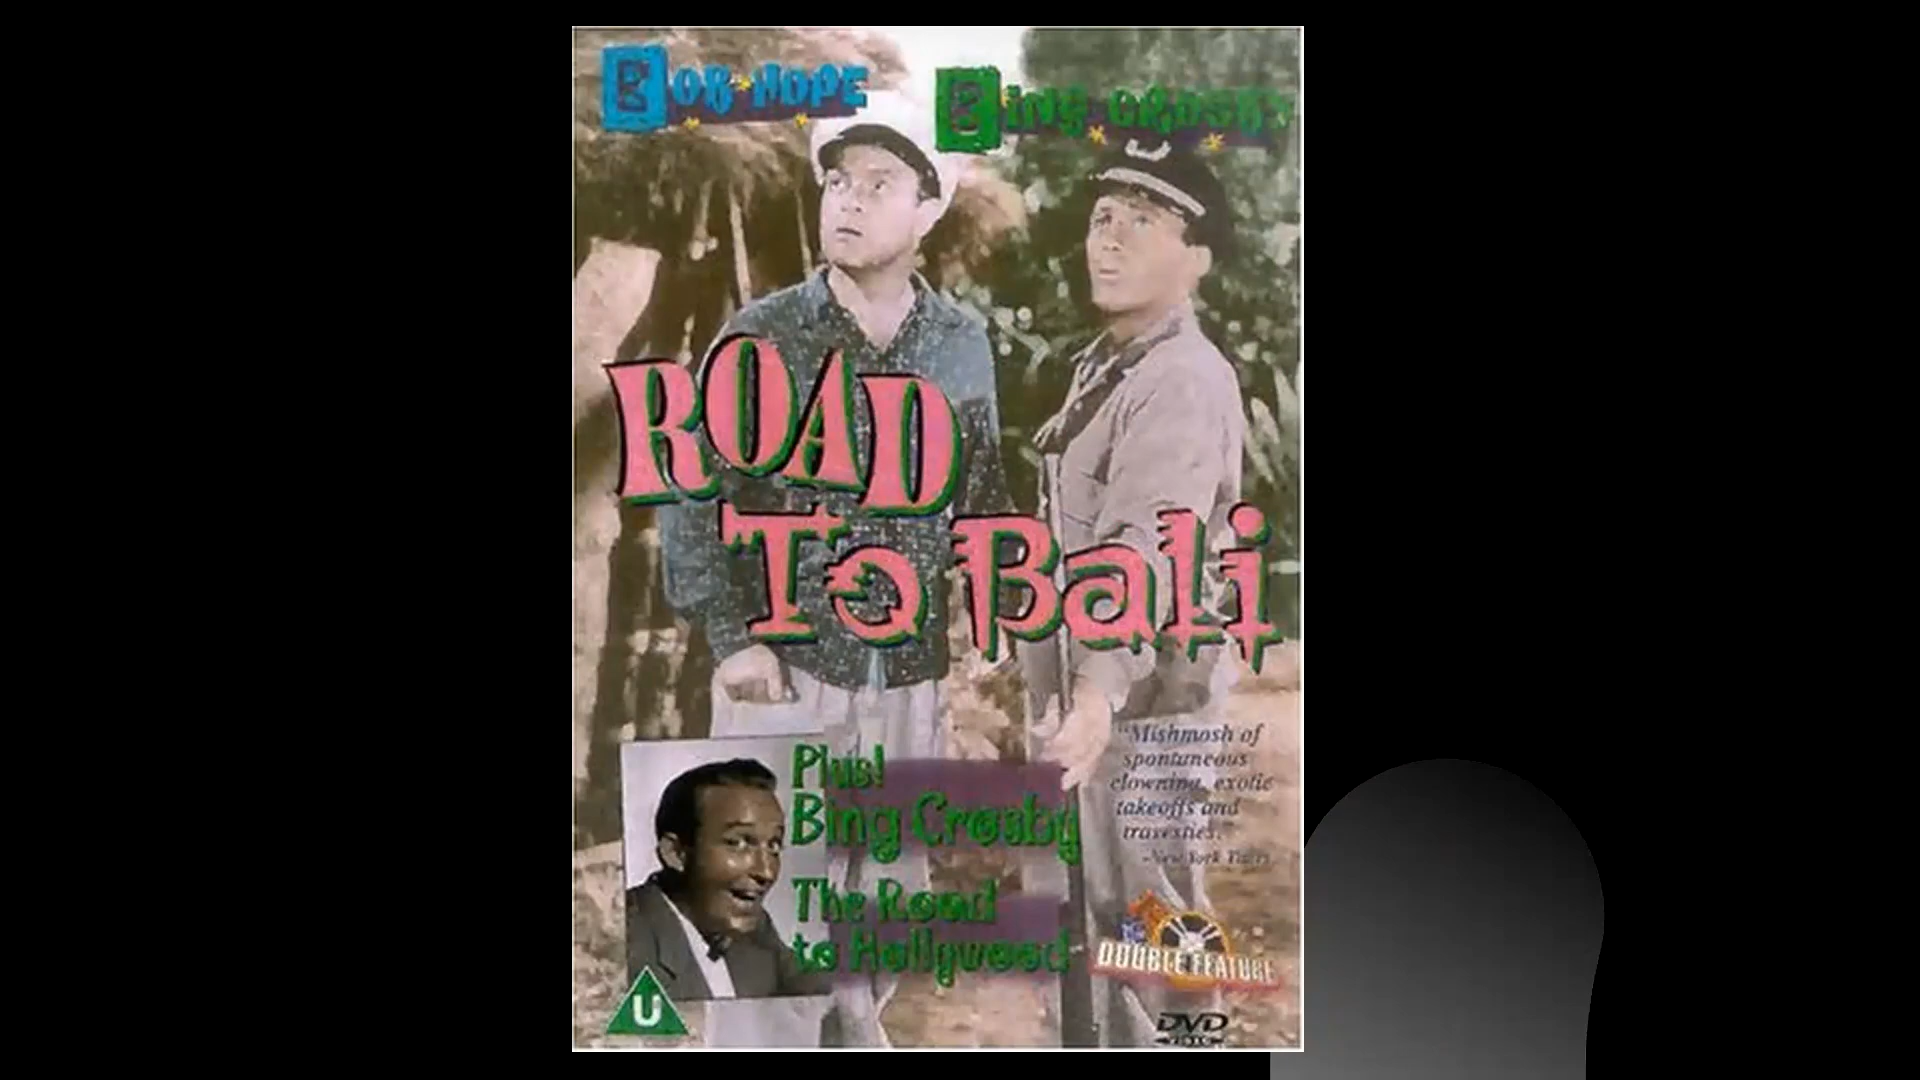 BOB HOPE
BING CROSBY
ROAD
To Bali
"Mishmosh of
spontaneous
clowning, exotic
takeoffs and
travesties."
-New York Times
Plus!
Bing Crosby
The Road
to Hollywood
DOUBLE FEATURE
U
DVD